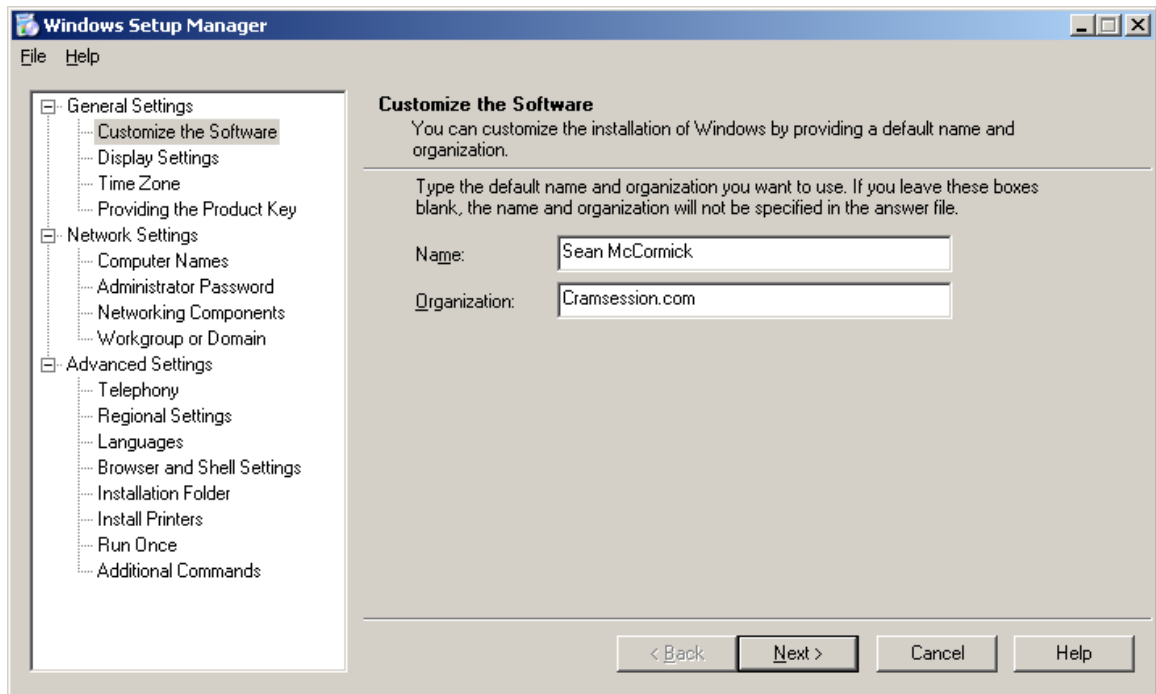 Windows Setup Manager
File Help
General Settings
Customize the Software
Display Settings
Time Zone
Providing the Product Key
Network Settings
Computer Names
Administrator Password
Networking Components
Workgroup or Domain
Advanced Settings
Telephony
Regional Settings
Languages
Browser and Shell Settings
Installation Folder
Install Printers
Run Once
Additional Commands
Customize the Software
You can customize the installation of Windows by providing a default name and
organization.
Type the default name and organization you want to use. If you leave these boxes
blank, the name and organization will not be specified in the answer file.
Name: Sean McCormick
Organization: Cramsession.com
< Back Next > Cancel Help